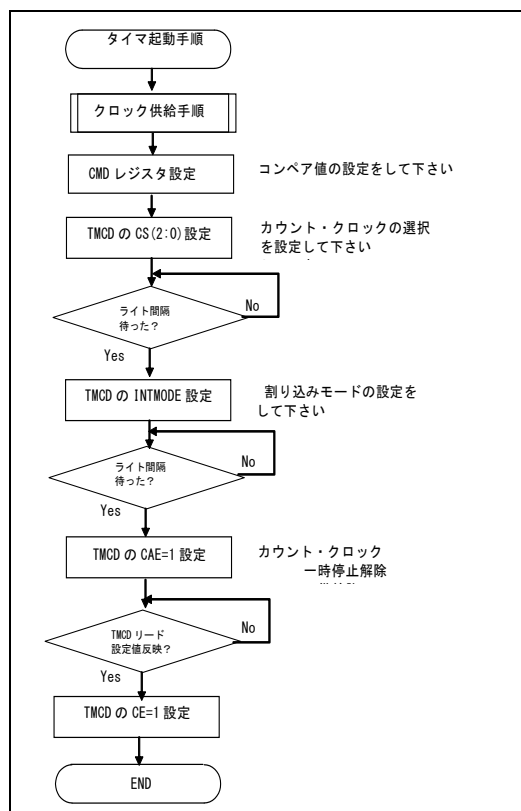 タイマ起動手順
クロック供給手順
CMD レジスタ設定
コンペア値の設定をして下さい
TMCD の CS(2:0)設定
カウント・クロックの選択
を設定して下さい
ライト間隔
待った？
No
Yes
TMCD の INTMODE 設定
割り込みモードの設定を
して下さい
ライト間隔
待った？
No
Yes
TMCD の CAE=1 設定
カウント・クロック
一時停止解除
TMCD リード
設定値反映？
No
Yes
TMCD の CE=1 設定
END